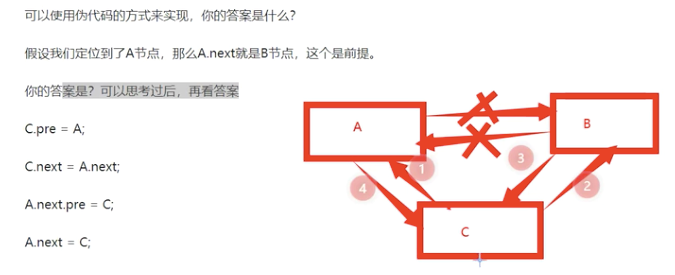 可以使用伪代码的方式来实现，你的答案是什么？
假设我们定位到了A节点，那么A.next就是B节点，这个是前提。
你的答案是？可以思考过后，再看答案
C.pre = A;
C.next = A.next;
A.next.pre = C;
A.next = C;
A
B
1
3
4
2
C